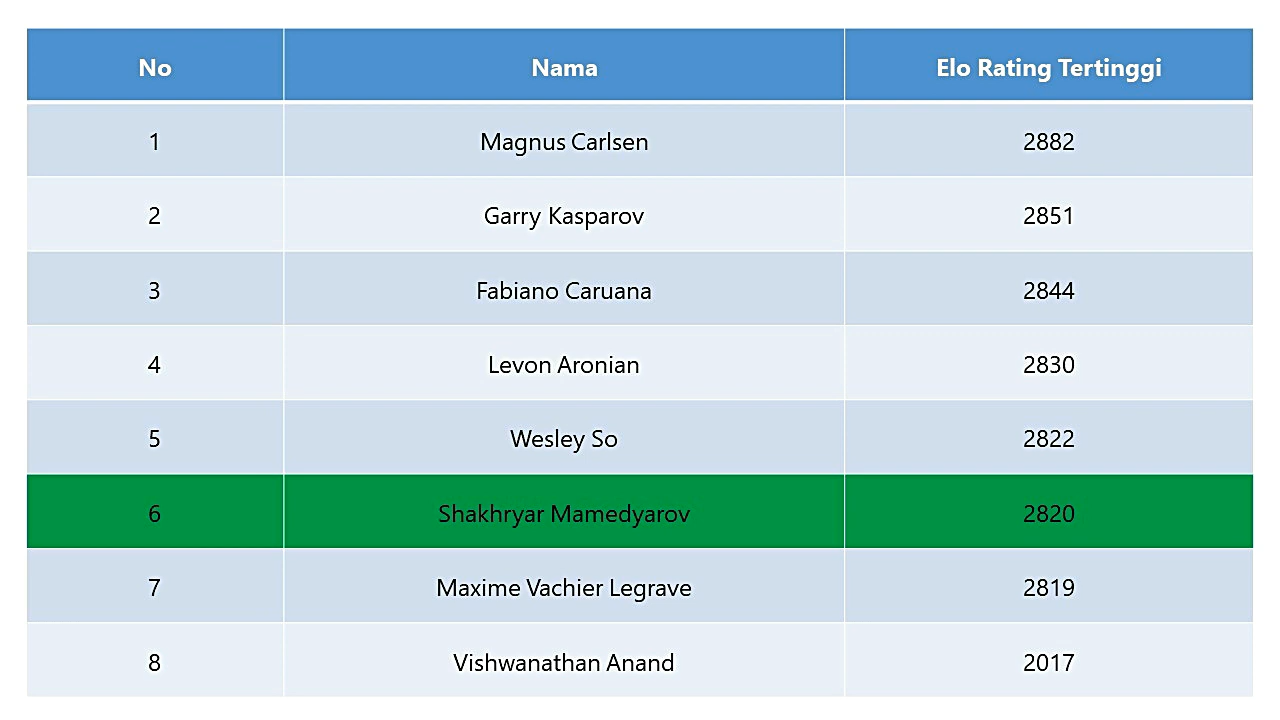 No Nama Elo Rating Tertinggi
1 Magnus Carlsen 2882
2 Garry Kasparov 2851
3 Fabiano Caruana 2844
4 Levon Aronian 2830
5 Wesley So 2822
6 Shakhryar Mamedyarov 2820
7 Maxime Vachier Legrave 2819
8 Vishwanathan Anand 2017